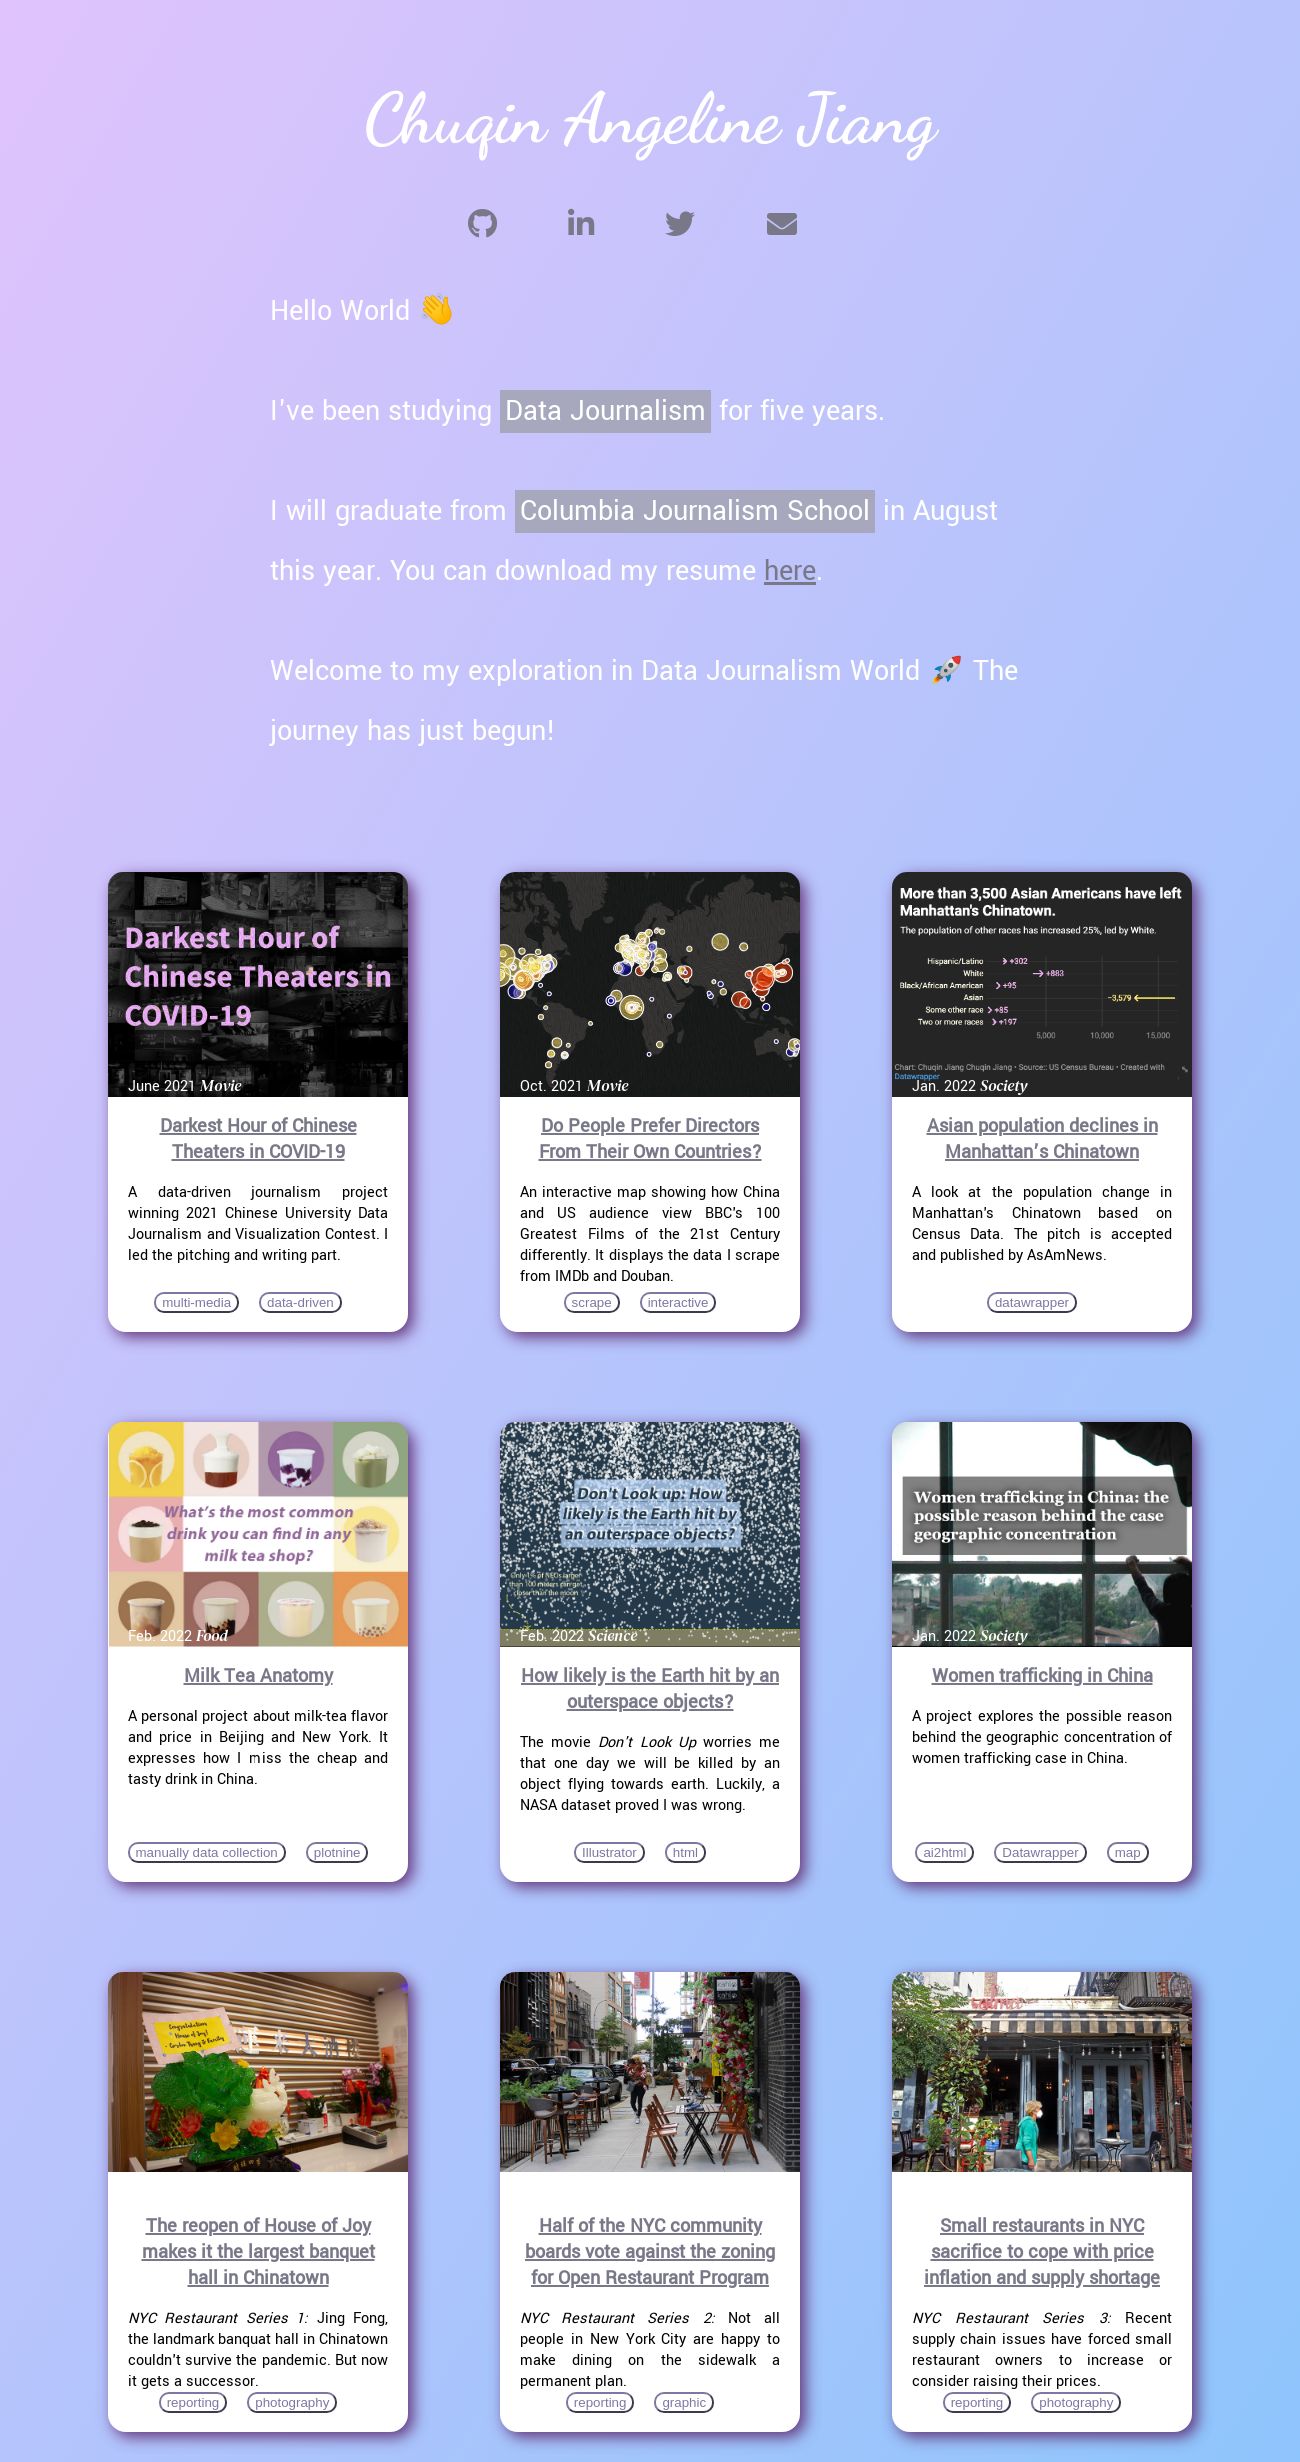 Chuqin Angeline Jiang
Hello World 👋
I've been studying Data Journalism for five years.
I will graduate from Columbia Journalism School in August
this year. You can download my resume here.
Welcome to my exploration in Data Journalism World 🚀 The
journey has just begun!
Darkest Hour of
Chinese Theaters in
COVID-19
June 2021 Movie
Darkest Hour of Chinese
Theaters in COVID-19
A data-driven journalism project
winning 2021 Chinese University Data
Journalism and Visualization Contest. I
led the pitching and writing part.
multi-media data-driven
Oct. 2021 Movie
Do People Prefer Directors
From Their Own Countries?
An interactive map showing how China
and US audience view BBC's 100
Greatest Films of the 21st Century
differently. It displays the data I scrape
from IMDb and Douban.
scrape interactive
More than 3,500 Asian Americans have left
Manhattan's Chinatown.
The population of other races has increased 25%, led by White.
Hispanic/Latino +302
White +883
Black/African American +95
Asian −3,579
Some other race +85
Two or more races +197
5,000 10,000 15,000
Chart: Chuqin Jiang Chuqin Jiang • Source:: US Census Bureau • Created with
Datawrapper
Jan. 2022 Society
Asian population declines in
Manhattan's Chinatown
A look at the population change in
Manhattan's Chinatown based on
Census Data. The pitch is accepted
and published by AsAmNews.
datawrapper
What's the most common
drink you can find in any
milk tea shop?
Feb. 2022 Food
Milk Tea Anatomy
A personal project about milk-tea flavor
and price in Beijing and New York. It
expresses how I miss the cheap and
tasty drink in China.
manually data collection plotnine
Don't Look up: How
likely is the Earth hit by
an outerspace objects?
Only 1% of NEOs larger
than 100 meters can get
closer than the moon
Feb. 2022 Science
How likely is the Earth hit by an
outerspace objects?
The movie Don't Look Up worries me
that one day we will be killed by an
object flying towards earth. Luckily, a
NASA dataset proved I was wrong.
Illustrator html
Women trafficking in China: the
possible reason behind the case
geographic concentration
Jan. 2022 Society
Women trafficking in China
A project explores the possible reason
behind the geographic concentration of
women trafficking case in China.
ai2html Datawrapper map
Congratulations
House of Joy!
The reopen of House of Joy
makes it the largest banquet
hall in Chinatown
NYC Restaurant Series 1: Jing Fong,
the landmark banquat hall in Chinatown
couldn't survive the pandemic. But now
it gets a successor.
reporting photography
Half of the NYC community
boards vote against the zoning
for Open Restaurant Program
NYC Restaurant Series 2: Not all
people in New York City are happy to
make dining on the sidewalk a
permanent plan.
reporting graphic
Small restaurants in NYC
sacrifice to cope with price
inflation and supply shortage
NYC Restaurant Series 3: Recent
supply chain issues have forced small
restaurant owners to increase or
consider raising their prices.
reporting photography